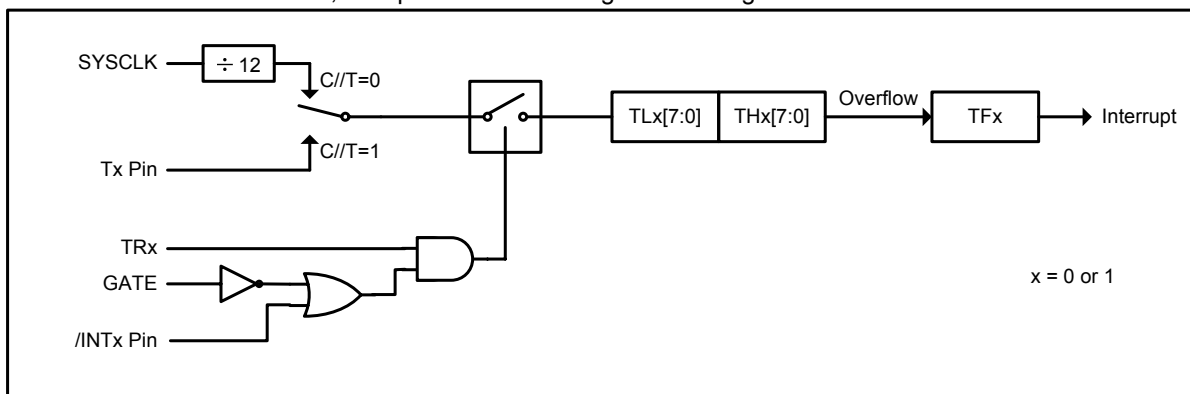 SYSCLK
÷ 12
C//T=0
TLx[7:0]
THx[7:0]
Overflow
TFx
Interrupt
C//T=1
Tx Pin
TRx
GATE
x = 0 or 1
/INTx Pin